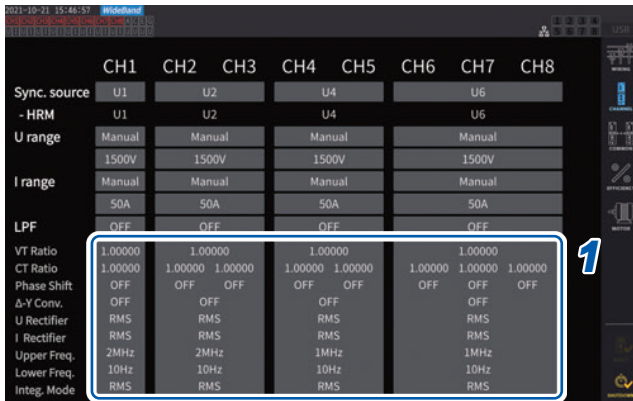 2021-10-21 15:46:57 WideBand
USB
CH1 CH2 CH3 CH4 CH5 CH6 CH7 CH8
WIRING
Sync. source U1 U2 U4 U6
CHANNEL
- HRM U1 U2 U4 U6
U range Manual Manual Manual Manual
COMMON
1500V 1500V 1500V 1500V
I range Manual Manual Manual Manual
EFFICIENCY
50A 50A 50A 50A
LPF OFF OFF OFF OFF
MOTOR
VT Ratio 1.00000 1.00000 1.00000 1.00000
1
CT Ratio 1.00000 1.00000 1.00000 1.00000 1.00000 1.00000 1.00000 1.00000
Phase Shift OFF OFF OFF OFF OFF OFF OFF OFF
Δ-Y Conv. OFF OFF OFF OFF
U Rectifier RMS RMS RMS RMS
I Rectifier RMS RMS RMS RMS
Upper Freq. 2MHz 2MHz 1MHz 1MHz
Lower Freq. 10Hz 10Hz 10Hz 10Hz
Integ. Mode RMS RMS RMS RMS
SHUTDOWN